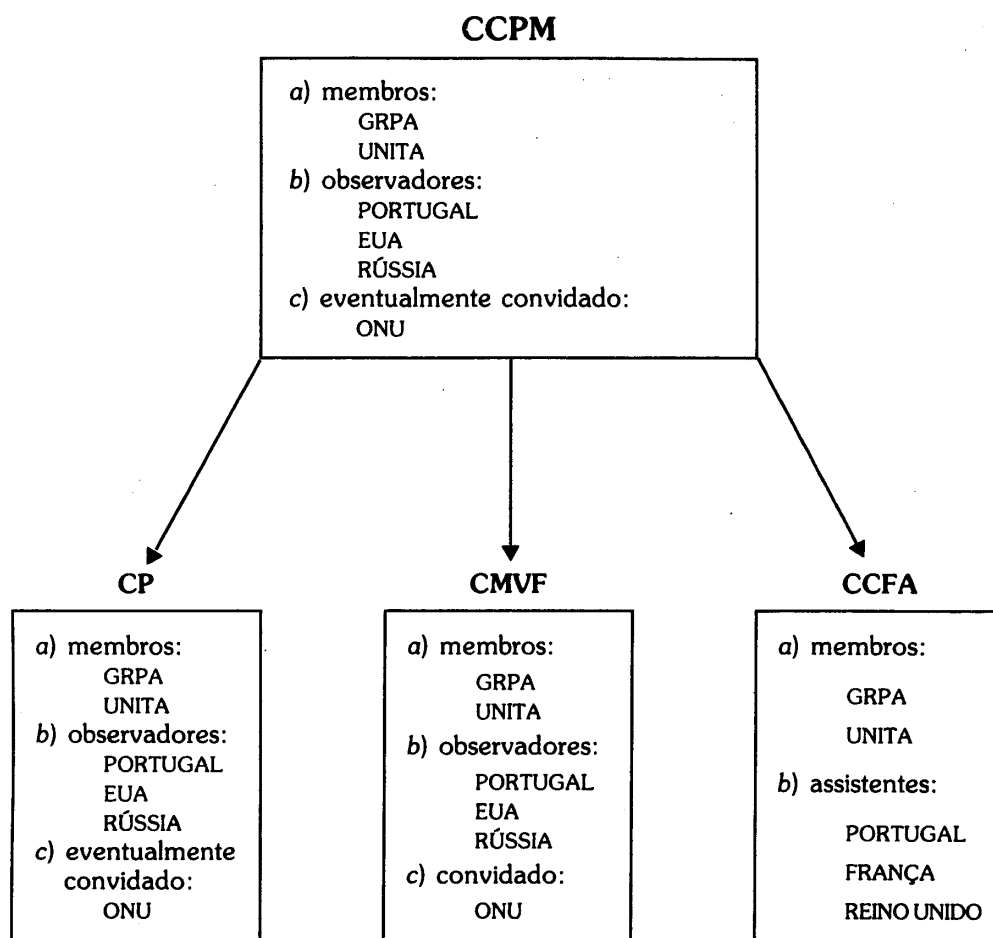 CCPM
a) membros:
GRPA
UNITA
b) observadores:
PORTUGAL
EUA
RÚSSIA
c) eventualmente convidado:
ONU
CP
a) membros:
GRPA
UNITA
b) observadores:
PORTUGAL
EUA
RÚSSIA
c) eventualmente
convidado:
ONU
CMVF
a) membros:
GRPA
UNITA
b) observadores:
PORTUGAL
EUA
RÚSSIA
c) convidado:
ONU
CCFA
a) membros:
GRPA
UNITA
b) assistentes:
PORTUGAL
FRANÇA
REINO UNIDO